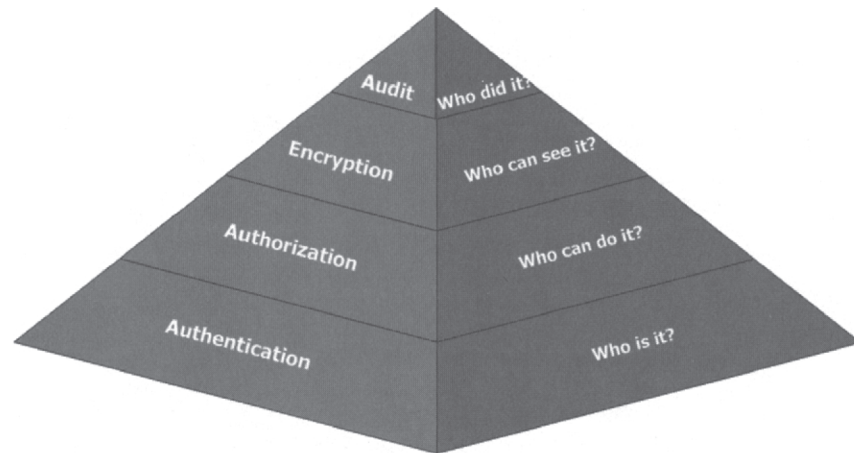 Audit
Who did it?
Encryption
Who can see it?
Authorization
Who can do it?
Authentication
Who is it?